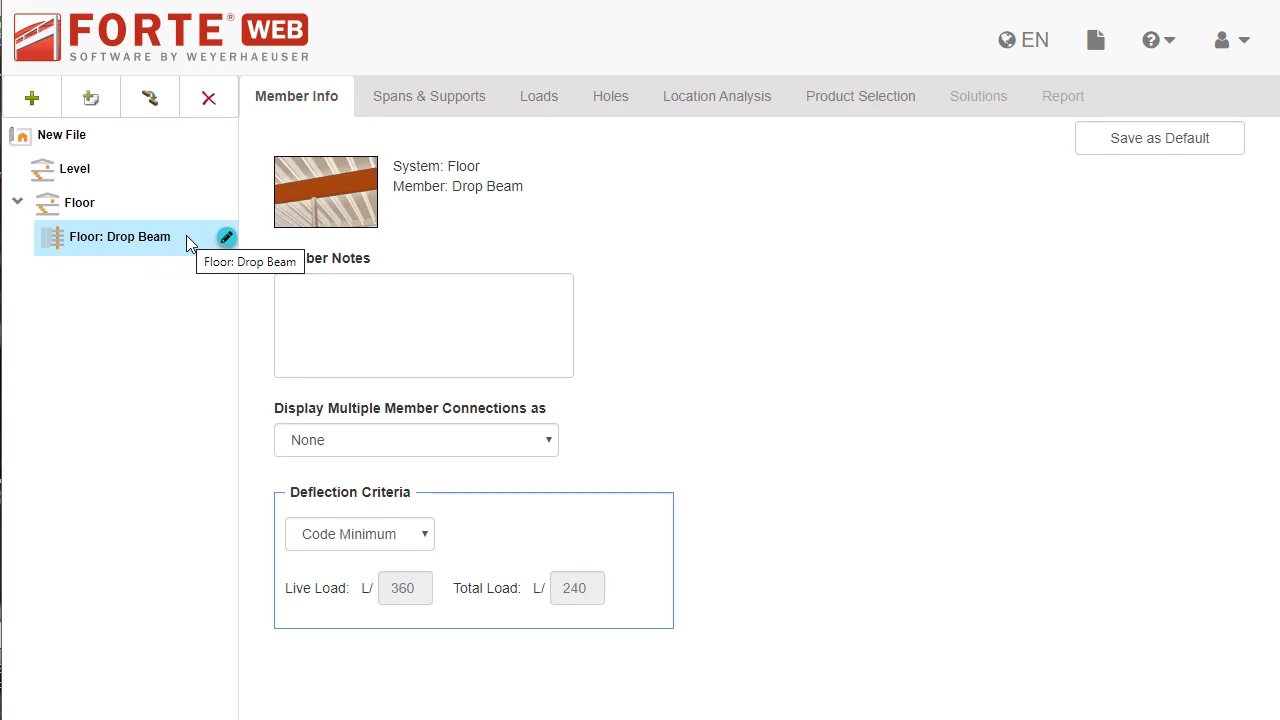 FORTE® WEB
SOFTWARE BY WEYERHAEUSER
EN
Member Info
Spans & Supports
Loads
Holes
Location Analysis
Product Selection
Solutions
Report
New File
Level
Floor
Floor: Drop Beam
Floor: Drop Beam
Save as Default
System: Floor
Member: Drop Beam
ber Notes
Display Multiple Member Connections as
None
Deflection Criteria
Code Minimum
Live Load: L/ 360 Total Load: L/ 240